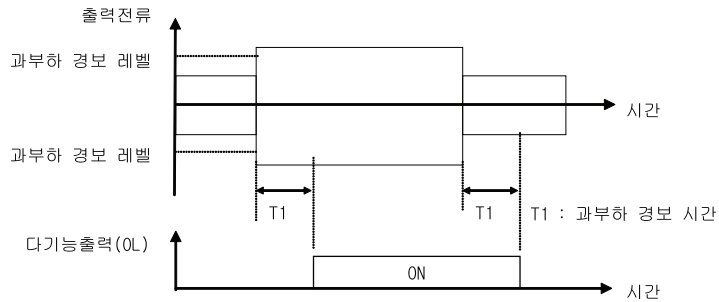 출력전류
과부하 경보 레벨
시간
과부하 경보 레벨
T1
T1
T1 : 과부하 경보 시간
다기능출력(OL)
ON
시간